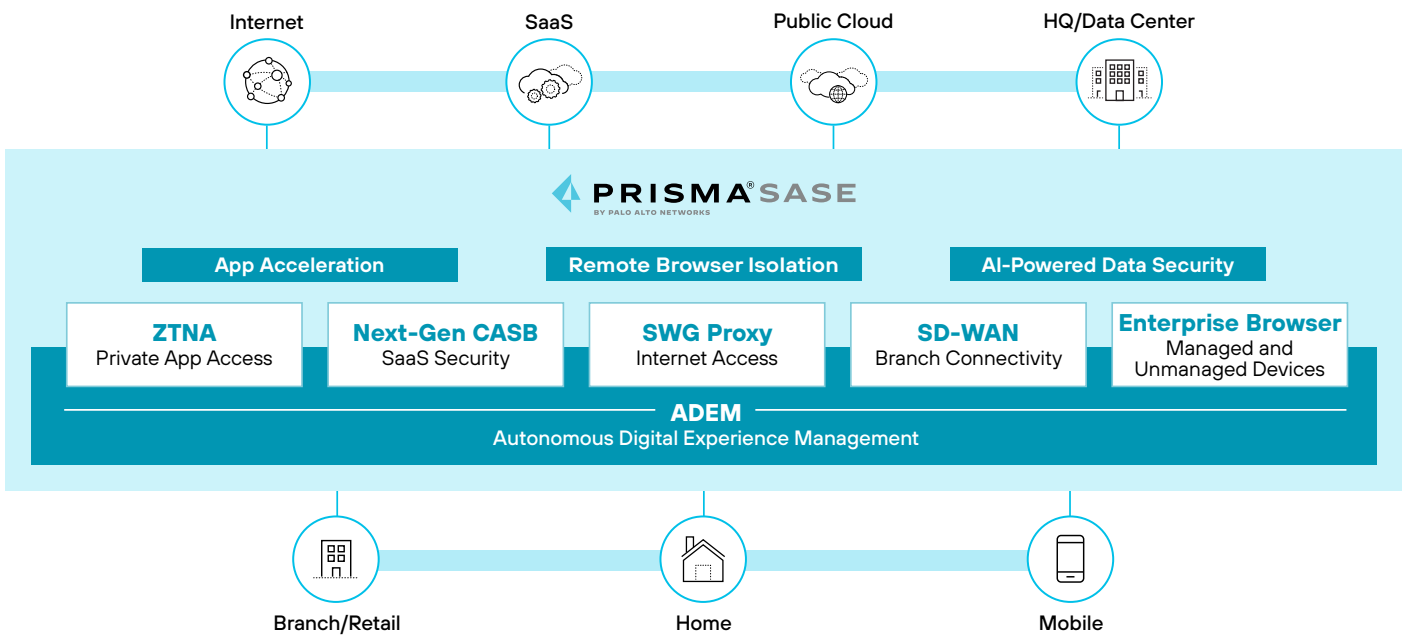 Internet
SaaS
Public Cloud
HQ/Data Center
PRISMA® SASE
BY PALO ALTO NETWORKS
App Acceleration
Remote Browser Isolation
AI-Powered Data Security
ZTNA
Private App Access
Next-Gen CASB
SaaS Security
SWG Proxy
Internet Access
SD-WAN
Branch Connectivity
Enterprise Browser
Managed and
Unmanaged Devices
ADEM
Autonomous Digital Experience Management
Branch/Retail
Home
Mobile